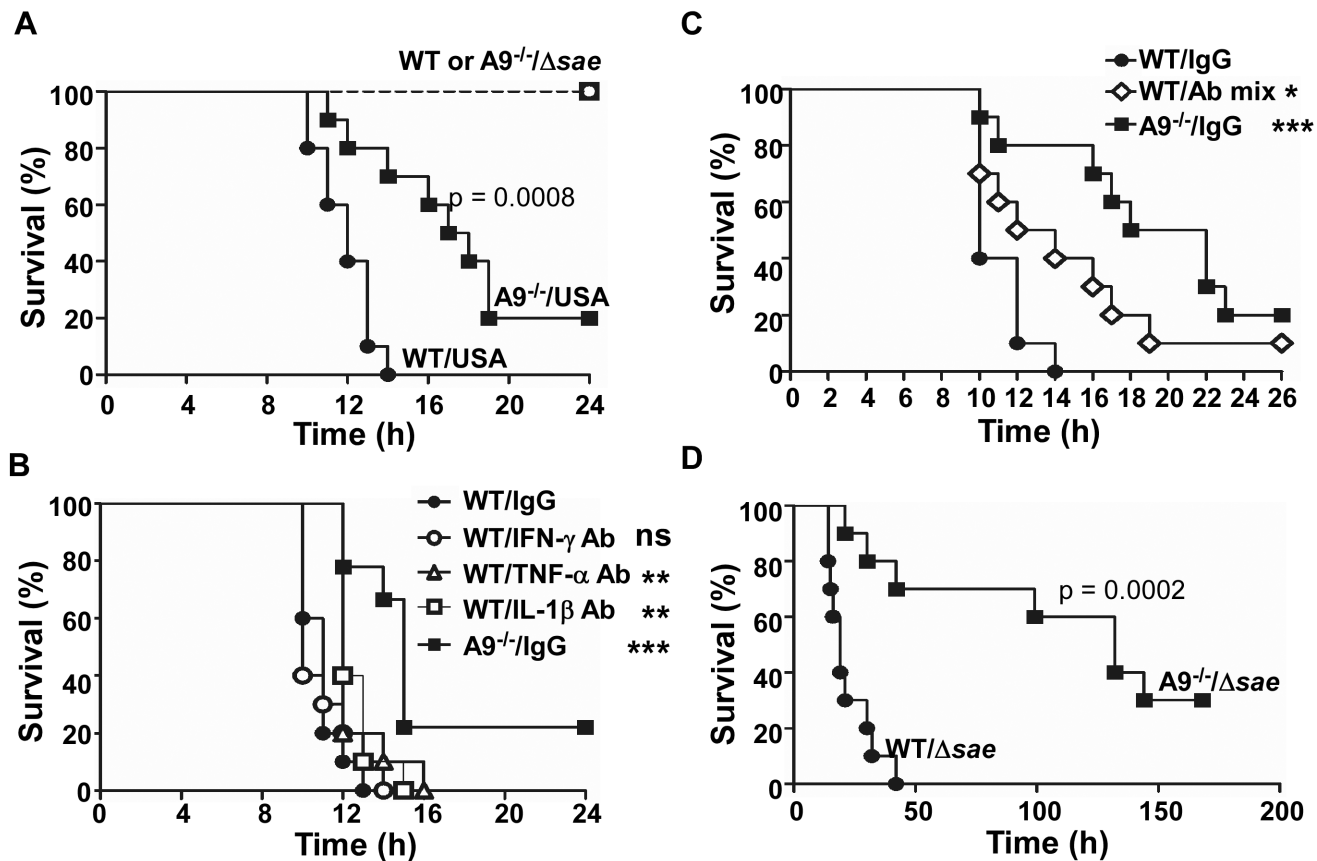 A
WT or A9-/-/Δsae
100
80
60
40
20
0
Survival (%)
p = 0.0008
A9-/-/USA
WT/USA
0 4 8 12 16 20 24
Time (h)
B
100
80
60
40
20
0
Survival (%)
WT/IgG
WT/IFN-γ Ab ns
WT/TNF-α Ab **
WT/IL-1β Ab **
A9-/-/IgG ***
0 4 8 12 16 20 24
Time (h)
C
WT/IgG
WT/Ab mix *
A9-/-/IgG ***
100
80
60
40
20
0
Survival (%)
0 2 4 6 8 10 12 14 16 18 20 22 24 26
Time (h)
D
100
80
60
40
20
0
Survival (%)
p = 0.0002
A9-/-/Δsae
WT/Δsae
0 50 100 150 200
Time (h)